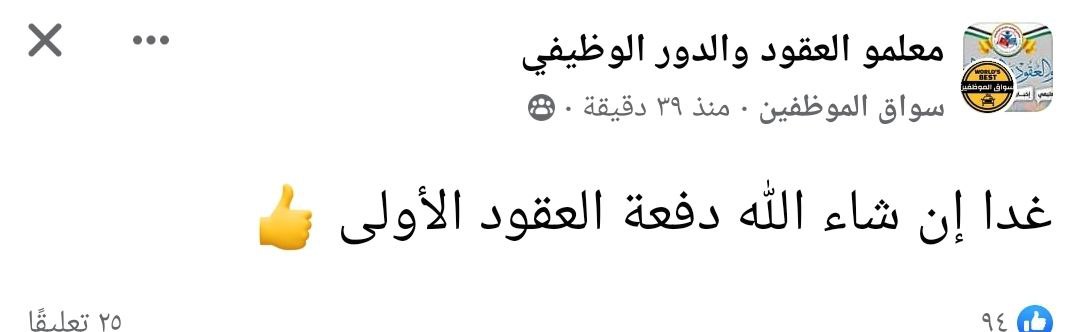 معلمو العقود والدور الوظيفي
سواق الموظفين · منذ ٣٩ دقيقة ·
غدا إن شاء الله دفعة العقود الأولى 👍
٩٤
٢٥ تعليقًا
WORLD'S
BEST
سواق الموظفين